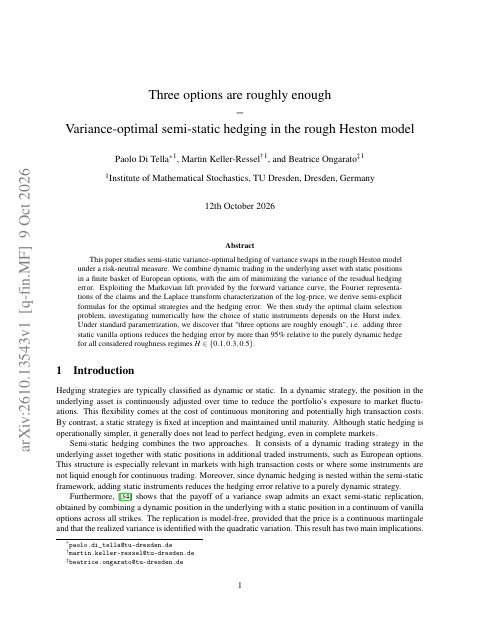 Three options are roughly enough
–
Variance-optimal semi-static hedging in the rough Heston model
Paolo Di Tella*1, Martin Keller-Ressel†1, and Beatrice Ongarato‡1
1Institute of Mathematical Stochastics, TU Dresden, Dresden, Germany
12th October 2026
Abstract
This paper studies semi-static variance-optimal hedging of variance swaps in the rough Heston model
under a risk-neutral measure. We combine dynamic trading in the underlying asset with static positions
in a finite basket of European options, with the aim of minimizing the variance of the residual hedging
error. Exploiting the Markovian lift provided by the forward variance curve, the Fourier representa-
tions of the claims and the Laplace transform characterization of the log-price, we derive semi-explicit
formulas for the optimal strategies and the hedging error. We then study the optimal claim selection
problem, investigating numerically how the choice of static instruments depends on the Hurst index.
Under standard parametrization, we discover that "three options are roughly enough", i.e. adding three
static vanilla options reduces the hedging error by more than 95% relative to the purely dynamic hedge
for all considered roughness regimes H ∈ {0.1, 0.3, 0.5}.
1 Introduction
Hedging strategies are typically classified as dynamic or static. In a dynamic strategy, the position in the
underlying asset is continuously adjusted over time to reduce the portfolio's exposure to market fluctu-
ations. This flexibility comes at the cost of continuous monitoring and potentially high transaction costs.
By contrast, a static strategy is fixed at inception and maintained until maturity. Although static hedging is
operationally simpler, it generally does not lead to perfect hedging, even in complete markets.
Semi-static hedging combines the two approaches. It consists of a dynamic trading strategy in the
underlying asset together with static positions in additional traded instruments, such as European options.
This structure is especially relevant in markets with high transaction costs or where some instruments are
not liquid enough for continuous trading. Moreover, since dynamic hedging is nested within the semi-static
framework, adding static instruments reduces the hedging error relative to a purely dynamic strategy.
Furthermore, [34] shows that the payoff of a variance swap admits an exact semi-static replication,
obtained by combining a dynamic position in the underlying with a static position in a continuum of vanilla
options across all strikes. The replication is model-free, provided that the price is a continuous martingale
and that the realized variance is identified with the quadratic variation. This result has two main implications.
*paolo.di_tella@tu-dresden.de
†martin.keller-ressel@tu-dresden.de
‡beatrice.ongarato@tu-dresden.de
1
arXiv:2610.13543v1 [q-fin.MF] 9 Oct 2026